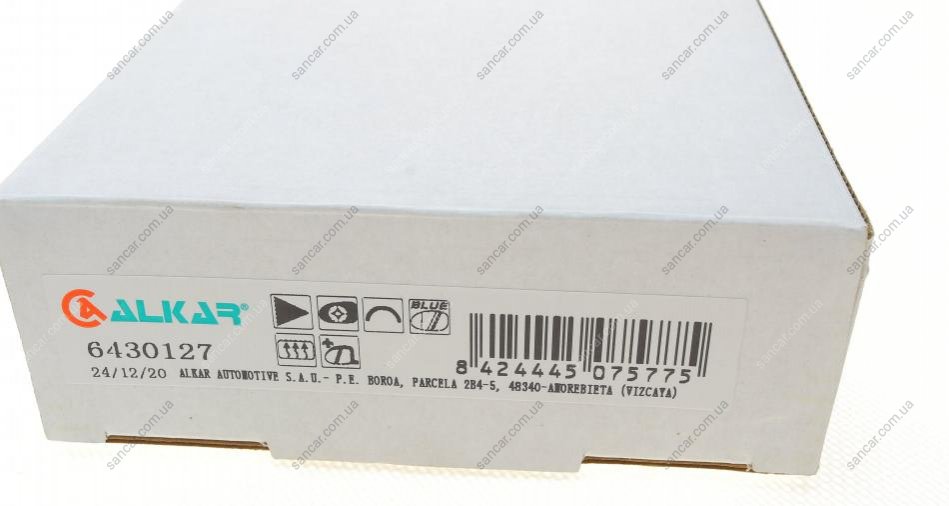 ALKAR®
BLUE
6430127
24/12/20 ALKAR AUTOMOTIVE S.A.U.- P.E. BOROA, PARCELA 2B4-5, 48340-AMOREBIETA (VIZCAYA)
8 424445 075775
sancar.com.ua